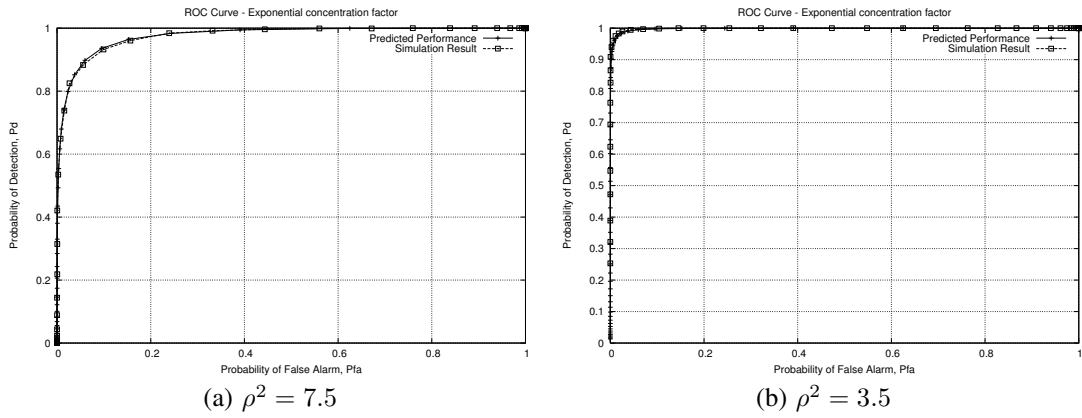 ROC Curve - Exponential concentration factor
1
Predicted Performance
Simulation Result
0.8
0.6
0.4
0.2
0
Probability of Detection, Pd
0 0.2 0.4 0.6 0.8 1
Probability of False Alarm, Pfa
(a) ρ² = 7.5
ROC Curve - Exponential concentration factor
1
Predicted Performance
Simulation Result
0.9
0.8
0.7
0.6
0.5
0.4
0.3
0.2
0.1
0
Probability of Detection, Pd
0 0.2 0.4 0.6 0.8 1
Probability of False Alarm, Pfa
(b) ρ² = 3.5